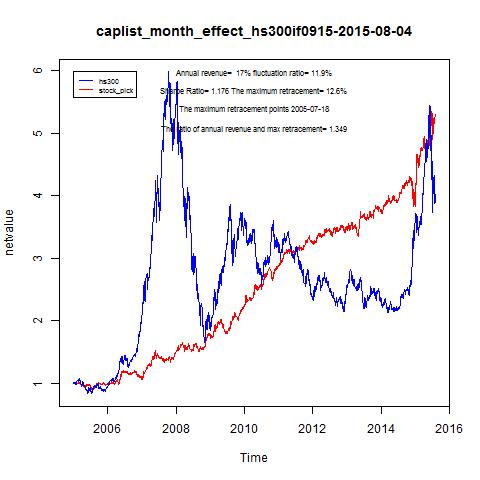 caplist_month_effect_hs300if0915-2015-08-04
Annual revenue= 17% fluctuation ratio= 11.9%
hs300
stock_pick
Sharpe Ratio= 1.176 The maximum retracement= 12.6%
The maximum retracement points 2005-07-18
The ratio of annual revenue and max retracement= 1.349
netvalue
6
5
4
3
2
1
2006 2008 2010 2012 2014 2016
Time